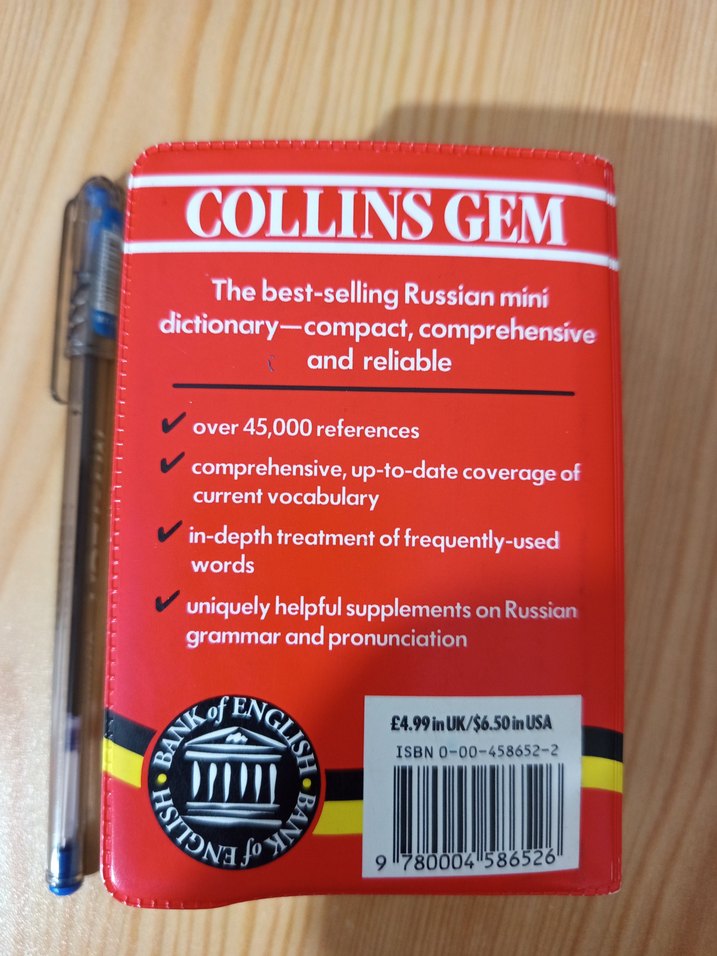 COLLINS GEM
The best-selling Russian mini
dictionary—compact, comprehensive
and reliable
✔ over 45,000 references
✔ comprehensive, up-to-date coverage of
current vocabulary
✔ in-depth treatment of frequently-used
words
✔ uniquely helpful supplements on Russian
grammar and pronunciation
BANK of ENGLISH
BANK of ENGLISH
£4.99 in UK/$6.50 in USA
ISBN 0-00-458652-2
9 780004 586526